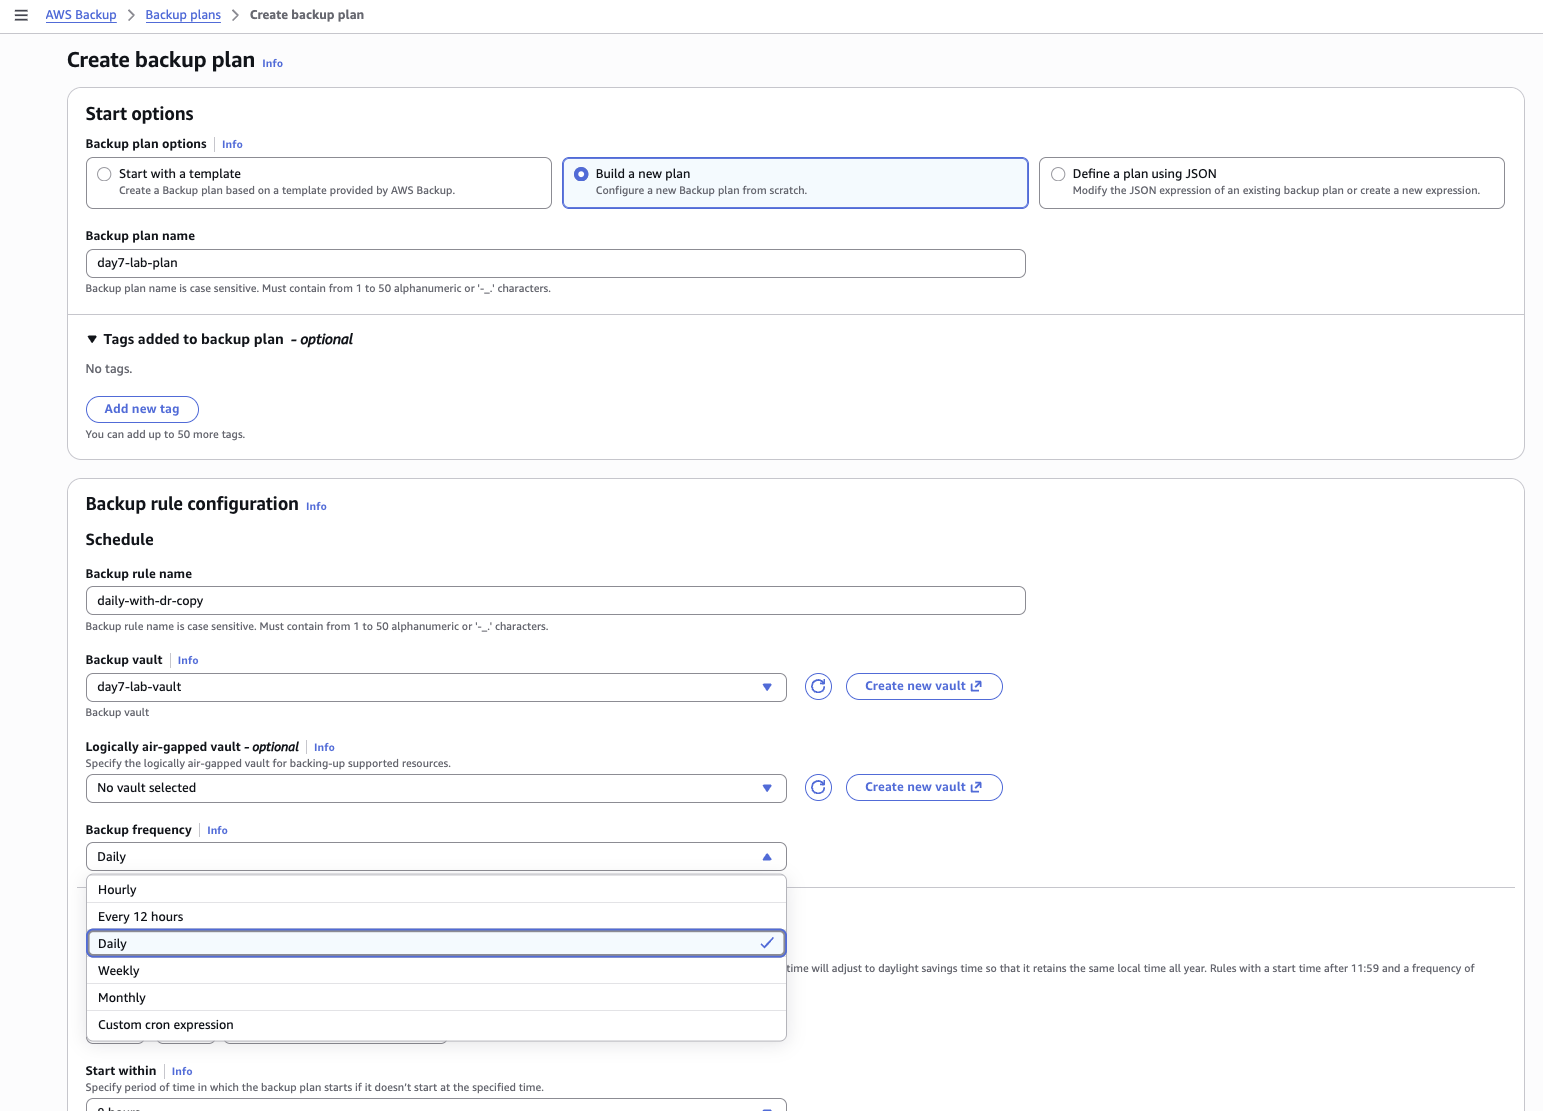 AWS Backup > Backup plans > Create backup plan
Create backup plan Info
Start options
Backup plan options Info
Start with a template
Create a Backup plan based on a template provided by AWS Backup.
Build a new plan
Configure a new Backup plan from scratch.
Define a plan using JSON
Modify the JSON expression of an existing backup plan or create a new expression.
Backup plan name
day7-lab-plan
Backup plan name is case sensitive. Must contain from 1 to 50 alphanumeric or '-_.' characters.
Tags added to backup plan - optional
No tags.
Add new tag
You can add up to 50 more tags.
Backup rule configuration Info
Schedule
Backup rule name
daily-with-dr-copy
Backup rule name is case sensitive. Must contain from 1 to 50 alphanumeric or '-_.' characters.
Backup vault Info
day7-lab-vault
Create new vault
Backup vault
Logically air-gapped vault - optional Info
Specify the logically air-gapped vault for backing-up supported resources.
No vault selected
Create new vault
Backup frequency Info
Daily
Hourly
Every 12 hours
Daily
Weekly
time will adjust to daylight savings time so that it retains the same local time all year. Rules with a start time after 11:59 and a frequency of
Monthly
Custom cron expression
Start within Info
Specify period of time in which the backup plan starts if it doesn't start at the specified time.